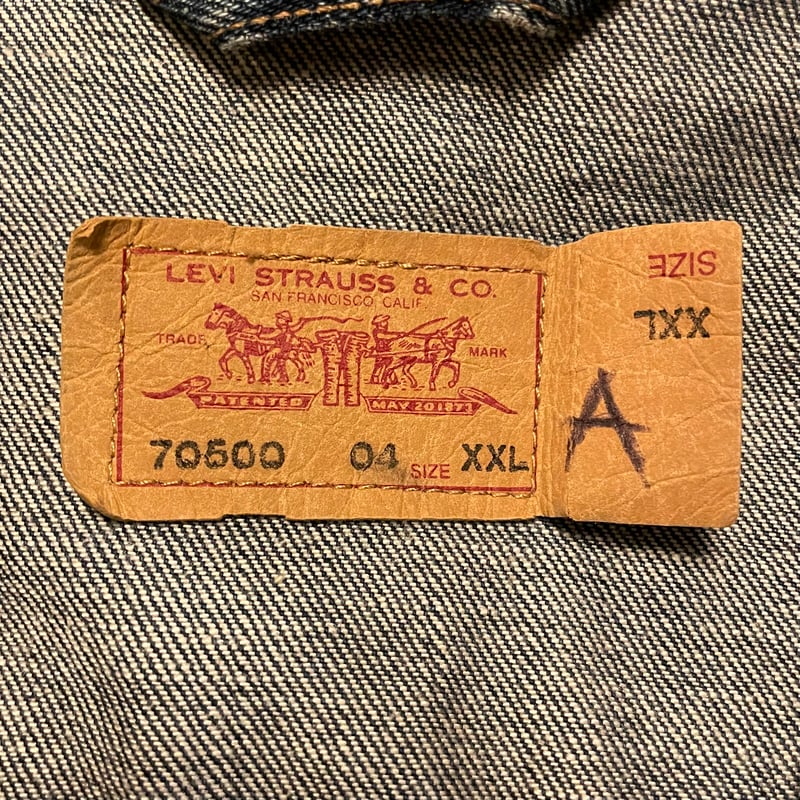 LEVI STRAUSS & CO.
SAN FRANCISCO, CALIF.
TRADE MARK
PATENTED MAY 20 1873
70500 04 SIZE XXL
SIZE
XXL
A